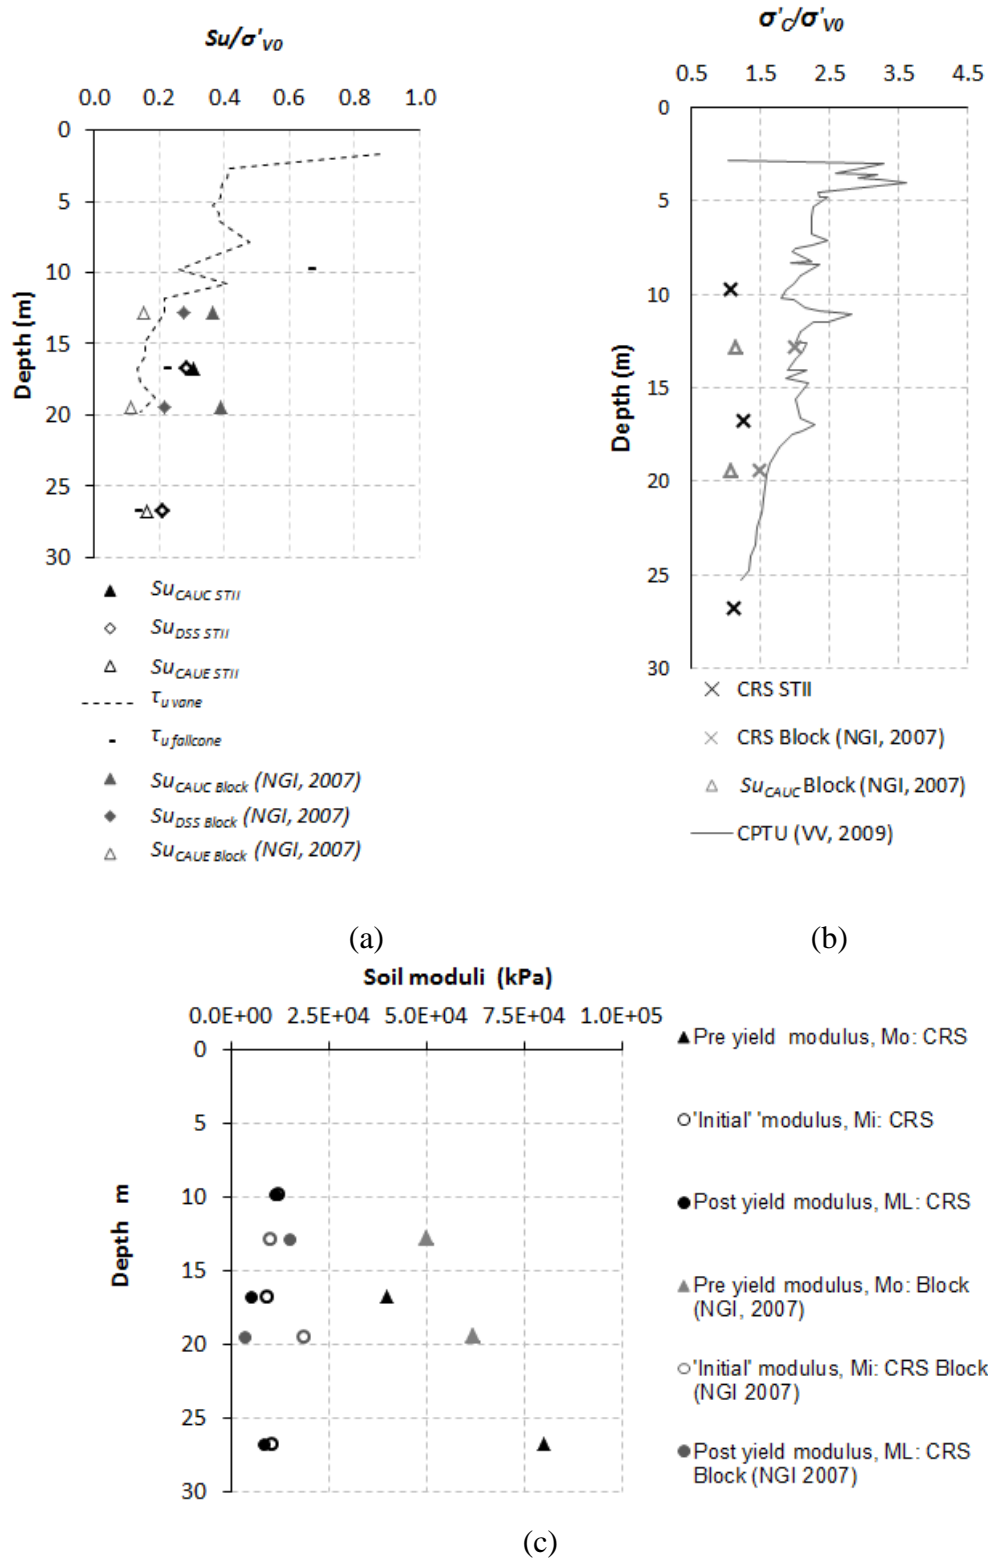 Su/σ'V0
0.0 0.2 0.4 0.6 0.8 1.0
0
5
10
15
20
25
30
Depth (m)
SuCAUC STII
SuDSS STII
SuCAUE STII
τu vane
τu fallcone
SuCAUC Block (NGI, 2007)
SuDSS Block (NGI, 2007)
SuCAUE Block (NGI, 2007)
(a)
σ'C/σ'V0
0.5 1.5 2.5 3.5 4.5
0
5
10
15
20
25
30
Depth (m)
CRS STII
CRS Block (NGI, 2007)
SuCAUC Block (NGI, 2007)
CPTU (VV, 2009)
(b)
Soil moduli (kPa)
0.0E+00 2.5E+04 5.0E+04 7.5E+04 1.0E+05
0
5
10
15
20
25
30
Depth m
Pre yield modulus, Mo: CRS
'Initial' 'modulus, Mi: CRS
Post yield modulus, ML: CRS
Pre yield modulus, Mo: Block
(NGI, 2007)
'Initial' modulus, Mi: CRS Block
(NGI 2007)
Post yield modulus, ML: CRS
Block (NGI 2007)
(c)